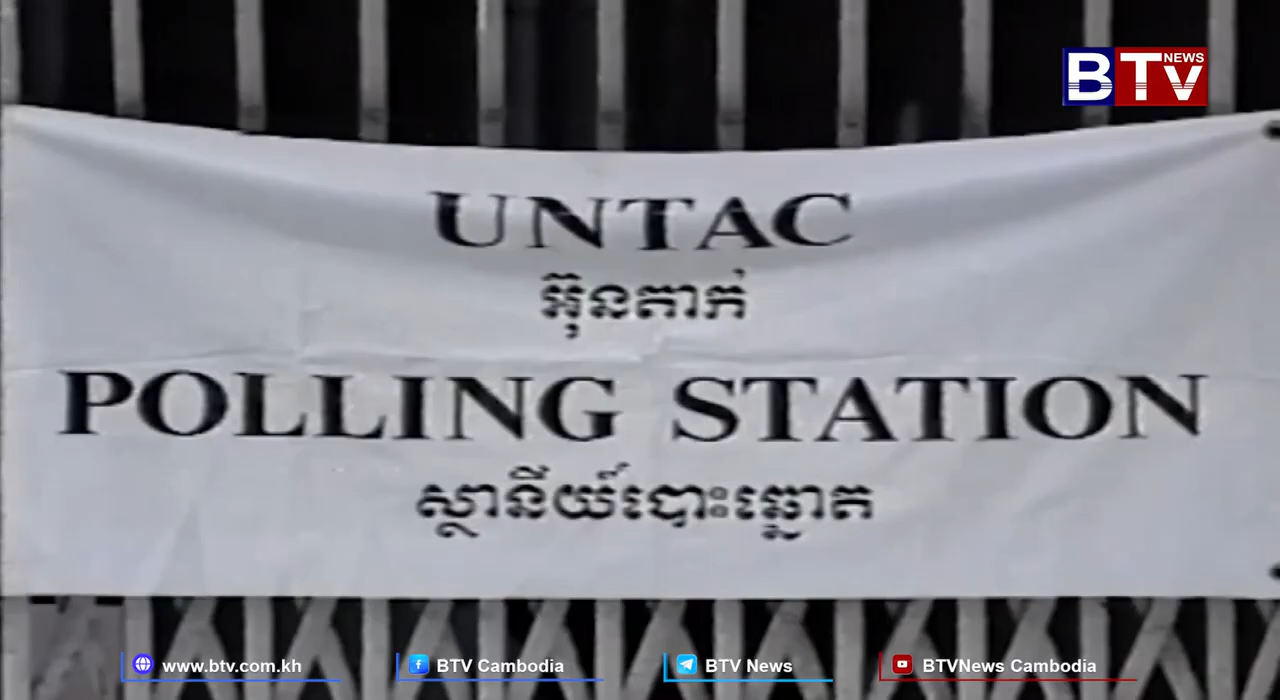 BTV NEWS
UNTAC
អ៊ុនតាក់
POLLING STATION
ស្ថានីយ៍បោះឆ្នោត
www.btv.com.kh
BTV Cambodia
BTV News
BTVNews Cambodia